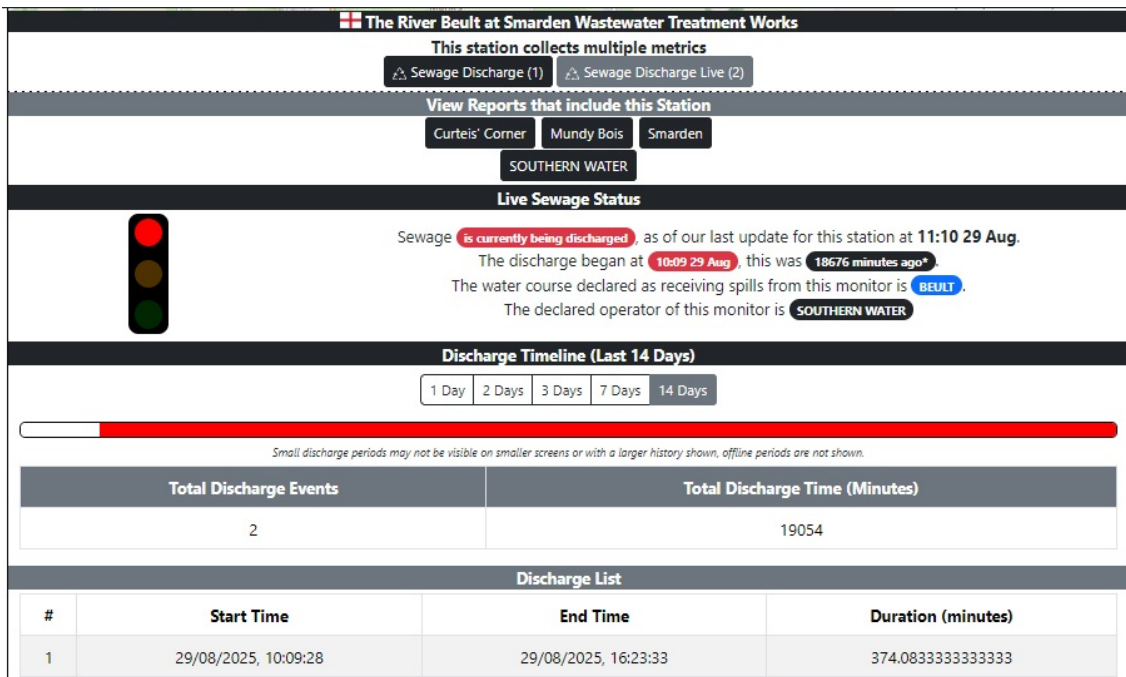 The River Beult at Smarden Wastewater Treatment Works
This station collects multiple metrics
Sewage Discharge (1) Sewage Discharge Live (2)
View Reports that include this Station
Curteis' Corner Mundy Bois Smarden
SOUTHERN WATER
Live Sewage Status
Sewage is currently being discharged, as of our last update for this station at 11:10 29 Aug.
The discharge began at 10:09 29 Aug, this was 18676 minutes ago*.
The water course declared as receiving spills from this monitor is BEULT.
The declared operator of this monitor is SOUTHERN WATER
Discharge Timeline (Last 14 Days)
1 Day 2 Days 3 Days 7 Days 14 Days
Small discharge periods may not be visible on smaller screens or with a larger history shown, offline periods are not shown.
Total Discharge Events Total Discharge Time (Minutes)
2 19054
Discharge List
# Start Time End Time Duration (minutes)
1 29/08/2025, 10:09:28 29/08/2025, 16:23:33 374.0833333333333